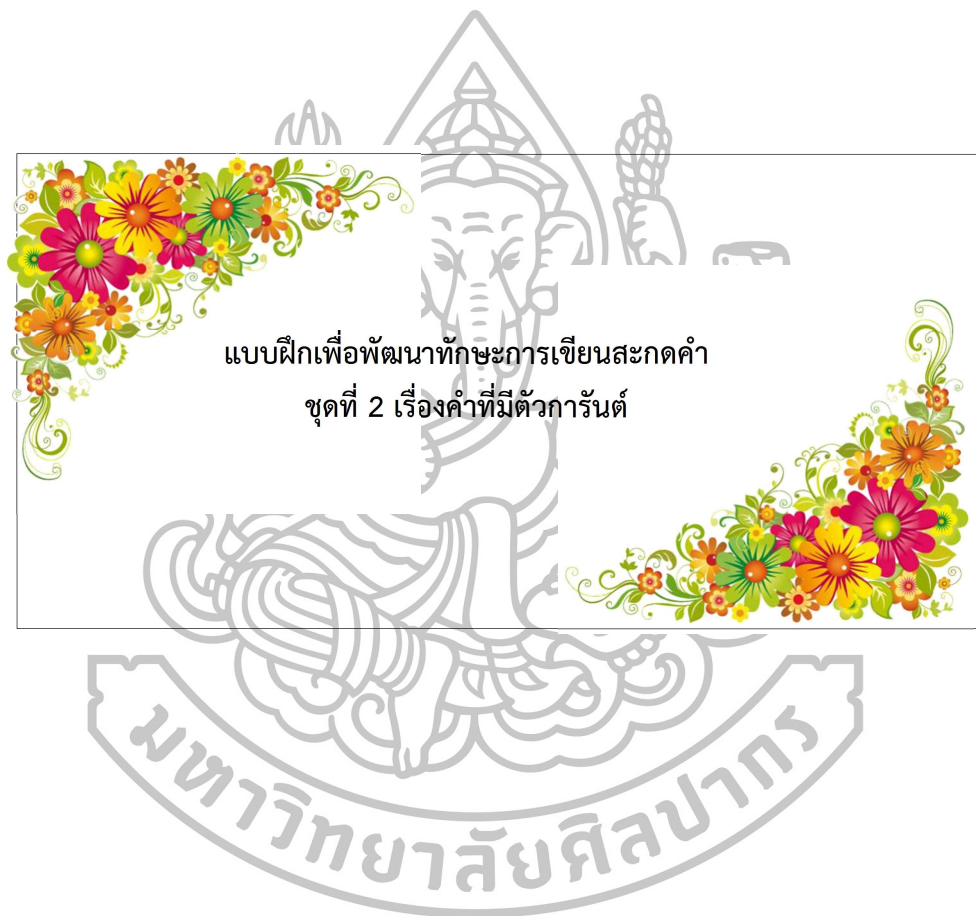 แบบฝึกเพื่อพัฒนาทักษะการเขียนสะกดคำ
ชุดที่ 2 เรื่องคำที่มีตัวการันต์
มหาวิทยาลัยศิลปากร